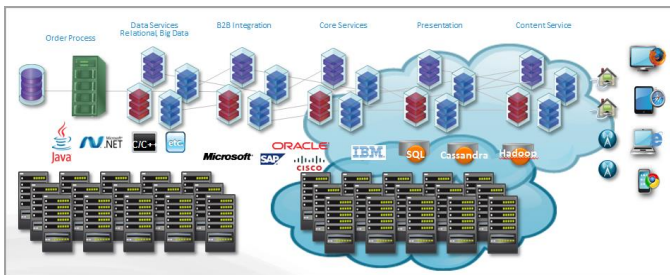 Data Services
Relational, Big Data
B2B Integration
Core Services
Presentation
Content Service
Order Process
Java
Microsoft
.NET
C/C++
etc
Microsoft
SAP
ORACLE
CISCO
IBM
SQL
Cassandra
Hadoop